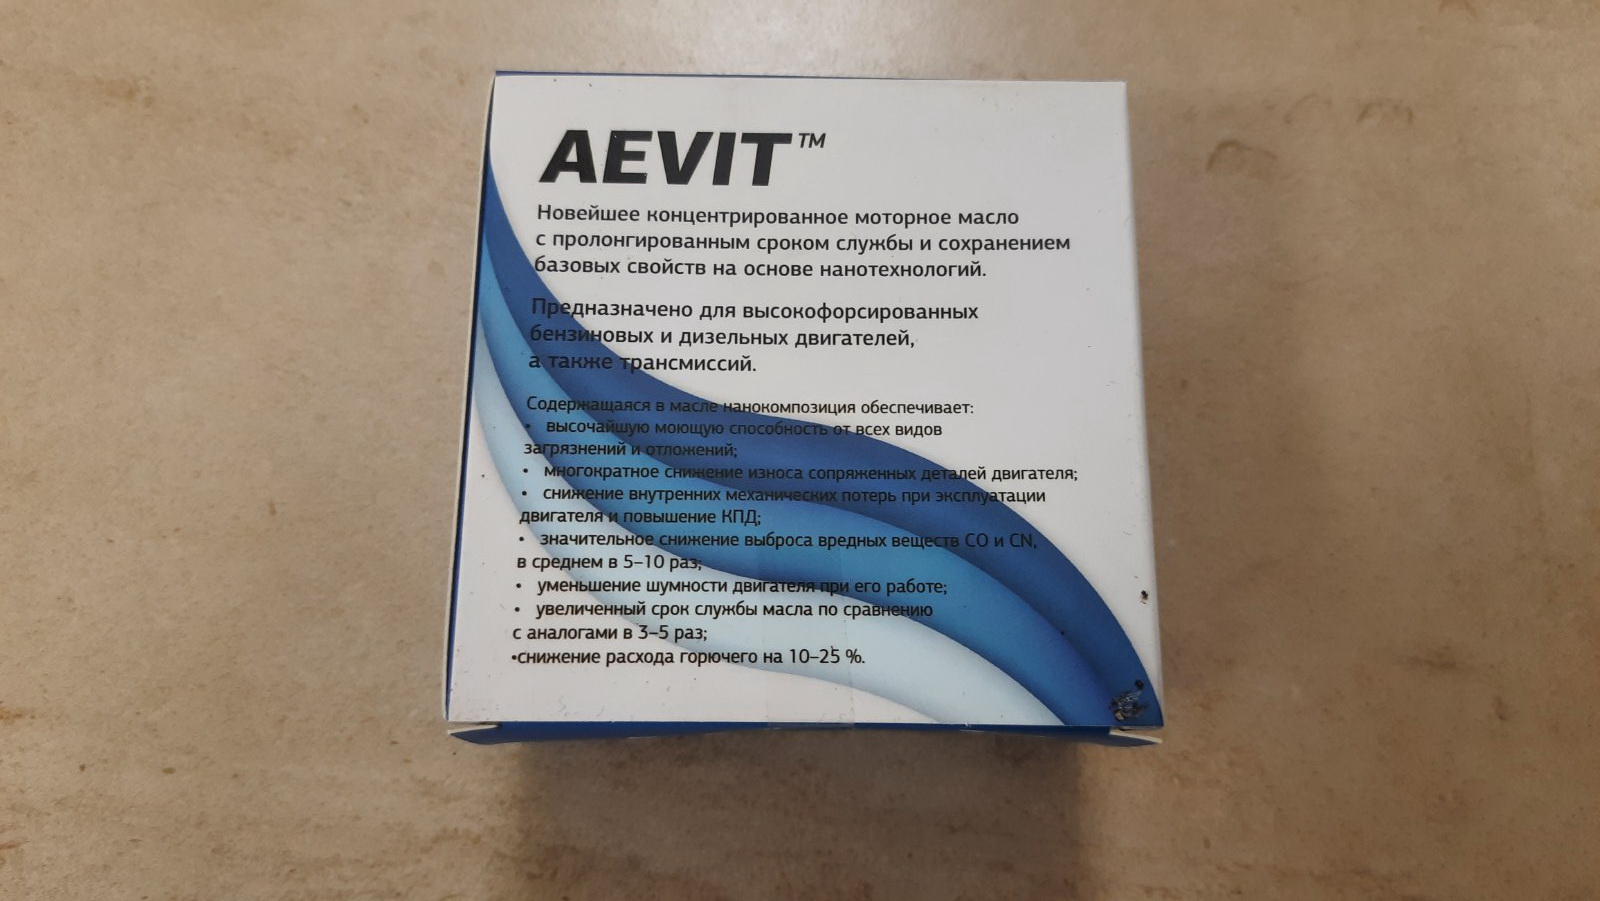 AEVIT™
Новейшее концентрированное моторное масло
с пролонгированным сроком службы и сохранением
базовых свойств на основе нанотехнологий.
Предназначено для высокофорсированных
бензиновых и дизельных двигателей,
а также трансмиссий.
Содержащаяся в масле нанокомпозиция обеспечивает:
• высочайшую моющую способность от всех видов
загрязнений и отложений;
• многократное снижение износа сопряженных деталей двигателя;
• снижение внутренних механических потерь при эксплуатации
двигателя и повышение КПД;
• значительное снижение выброса вредных веществ CO и CN,
в среднем в 5–10 раз;
• уменьшение шумности двигателя при его работе;
• увеличенный срок службы масла по сравнению
с аналогами в 3–5 раз;
•снижение расхода горючего на 10–25 %.